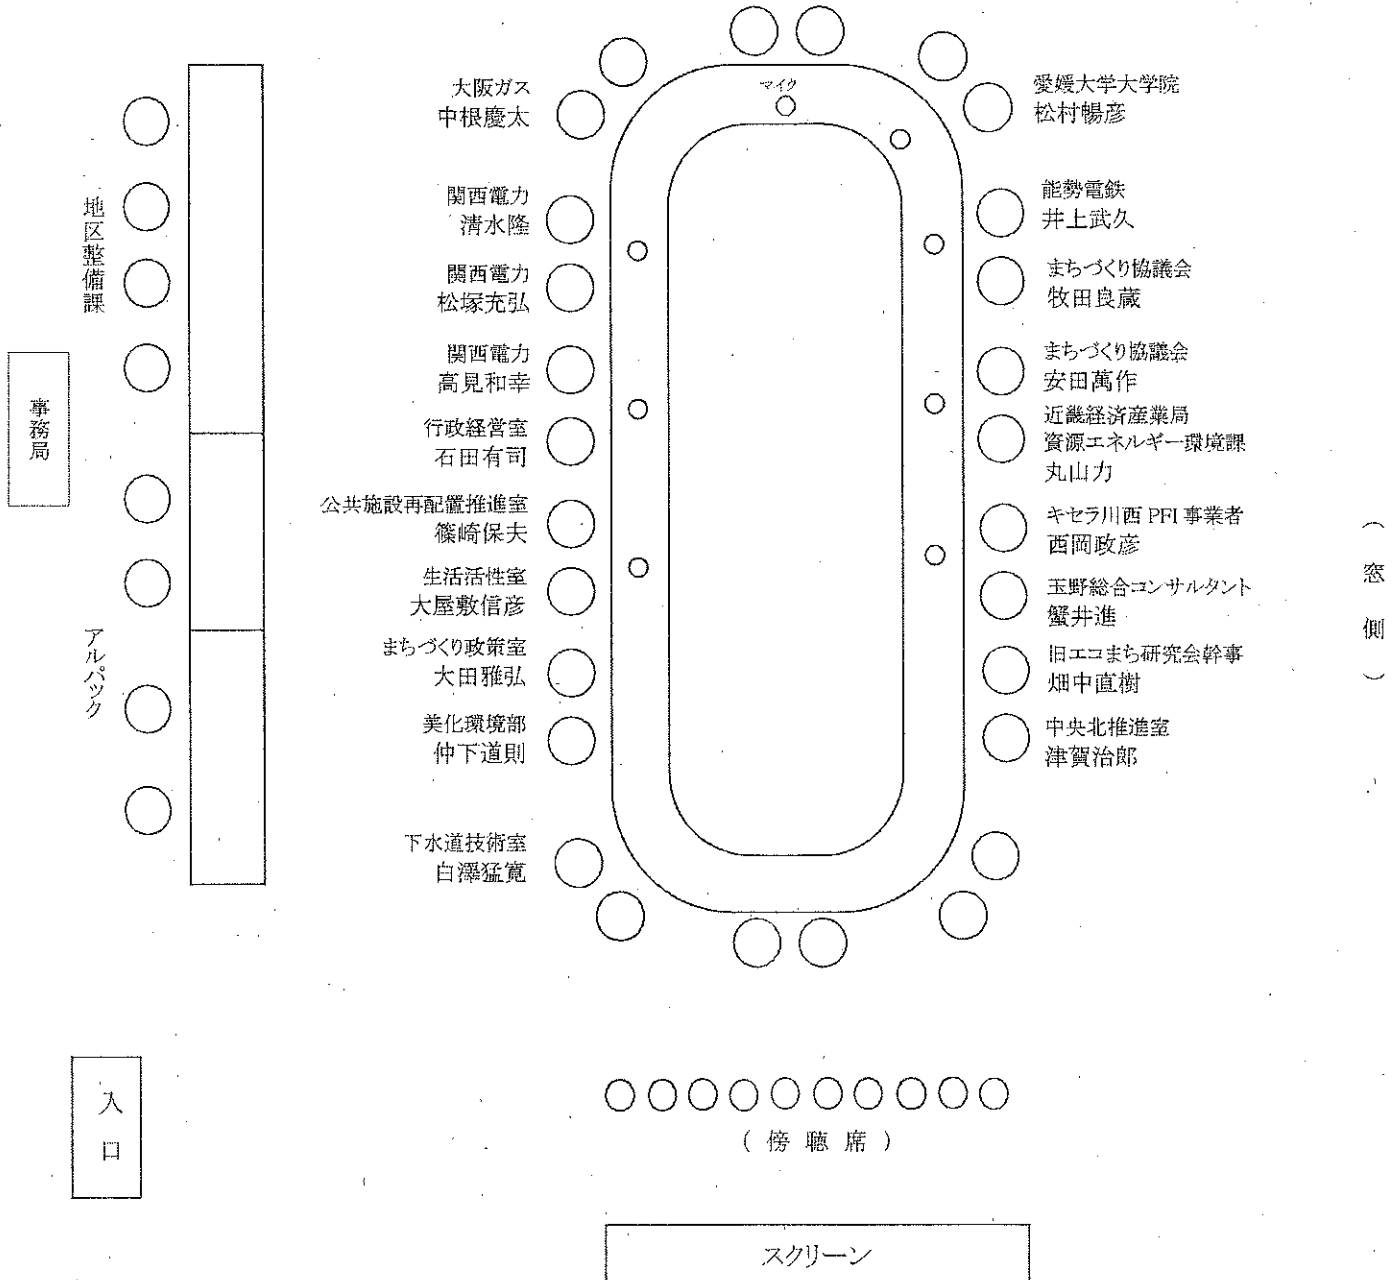 マイク
大阪ガス
中根慶太
関西電力
清水隆
関西電力
松塚充弘
関西電力
高見和幸
行政経営室
石田有司
公共施設再配置推進室
篠崎保夫
生活活性室
大屋敷信彦
まちづくり政策室
大田雅弘
美化環境部
仲下道則
下水道技術室
白澤猛寛
愛媛大学大学院
松村暢彦
能勢電鉄
井上武久
まちづくり協議会
牧田良蔵
まちづくり協議会
安田萬作
近畿経済産業局
資源エネルギー環境課
丸山力
キセラ川西 PFI 事業者
西岡政彦
玉野総合コンサルタント
蟹井進
旧エコまち研究会幹事
畑中直樹
中央北推進室
津賀治郎
(窓側)
地区整備課
事務局
アルパック
入口
(傍聴席)
スクリーン